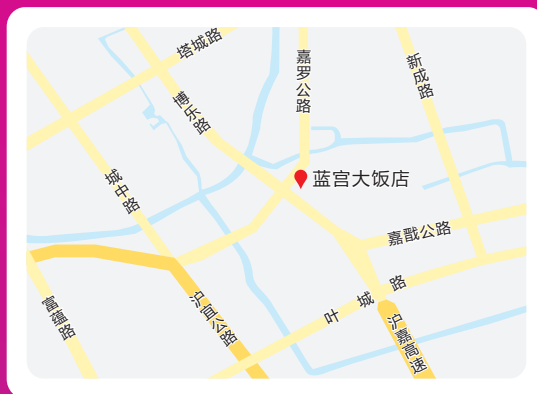 塔城路
嘉罗公路
新成路
博乐路
蓝宫大饭店
城中路
嘉戬公路
叶城路
沪宜公路
富蕴路
沪嘉高速